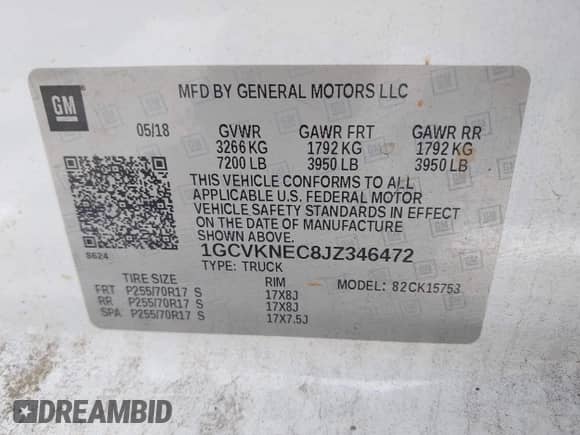 GM
MFD BY GENERAL MOTORS LLC
05/18 GVWR GAWR FRT GAWR RR
3266 KG 1792 KG 1792 KG
7200 LB 3950 LB 3950 LB
THIS VEHICLE CONFORMS TO ALL
APPLICABLE U.S. FEDERAL MOTOR
VEHICLE SAFETY STANDARDS IN EFFECT
ON THE DATE OF MANUFACTURE
SHOWN ABOVE.
S624
1GCVKNEC8JZ346472
TYPE: TRUCK
TIRE SIZE RIM MODEL: 82CK15753
FRT P255/70R17 S 17X8J
RR P255/70R17 S 17X8J
SPA P255/70R17 S 17X7.5J
DREAMBID